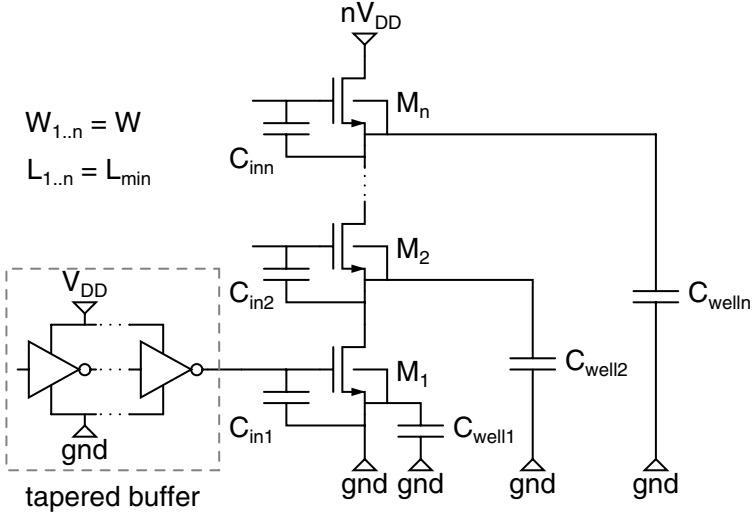 nV_DD
W_1..n = W
L_1..n = L_min
M_n
C_inn
M_2
C_in2
C_welln
V_DD
M_1
C_well2
C_in1
C_well1
gnd
gnd gnd gnd gnd
tapered buffer